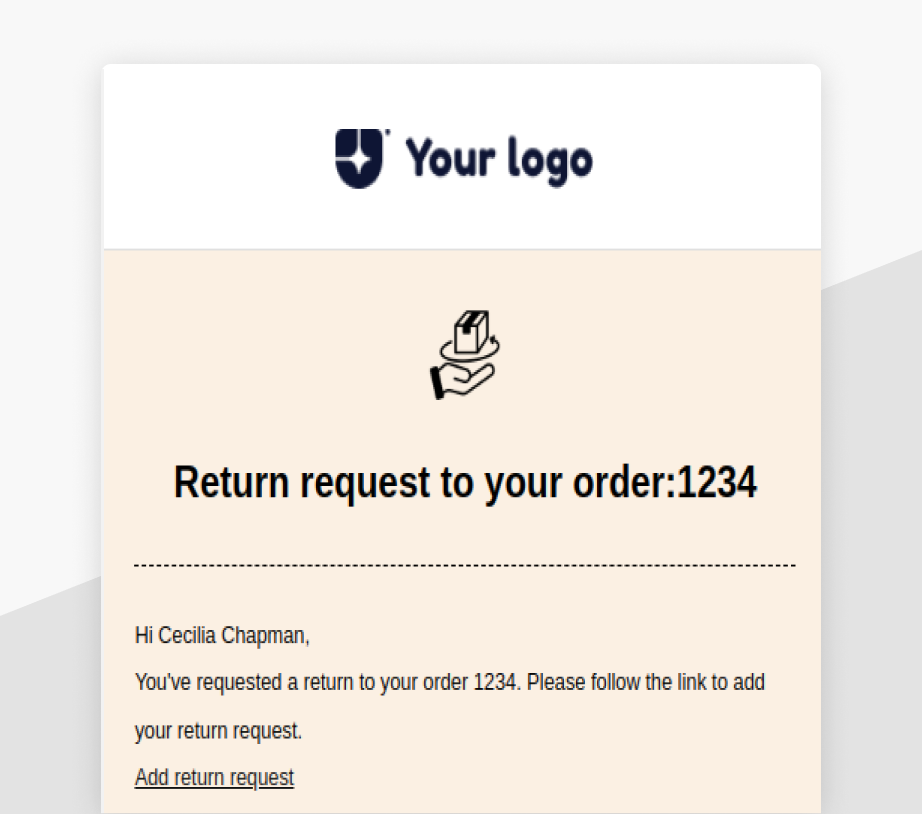 Your logo
Return request to your order:1234
Hi Cecilia Chapman,
You've requested a return to your order 1234. Please follow the link to add
your return request.
Add return request